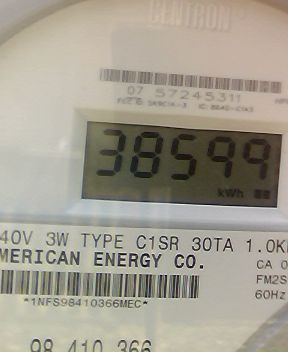 CENTRON
07 57245311
38599
kWh
40V 3W TYPE C1SR 30TA 1.0K
MERICAN ENERGY CO.
CA 0
FM2S
60Hz
*1NFS98410366MEC*
98 410 366